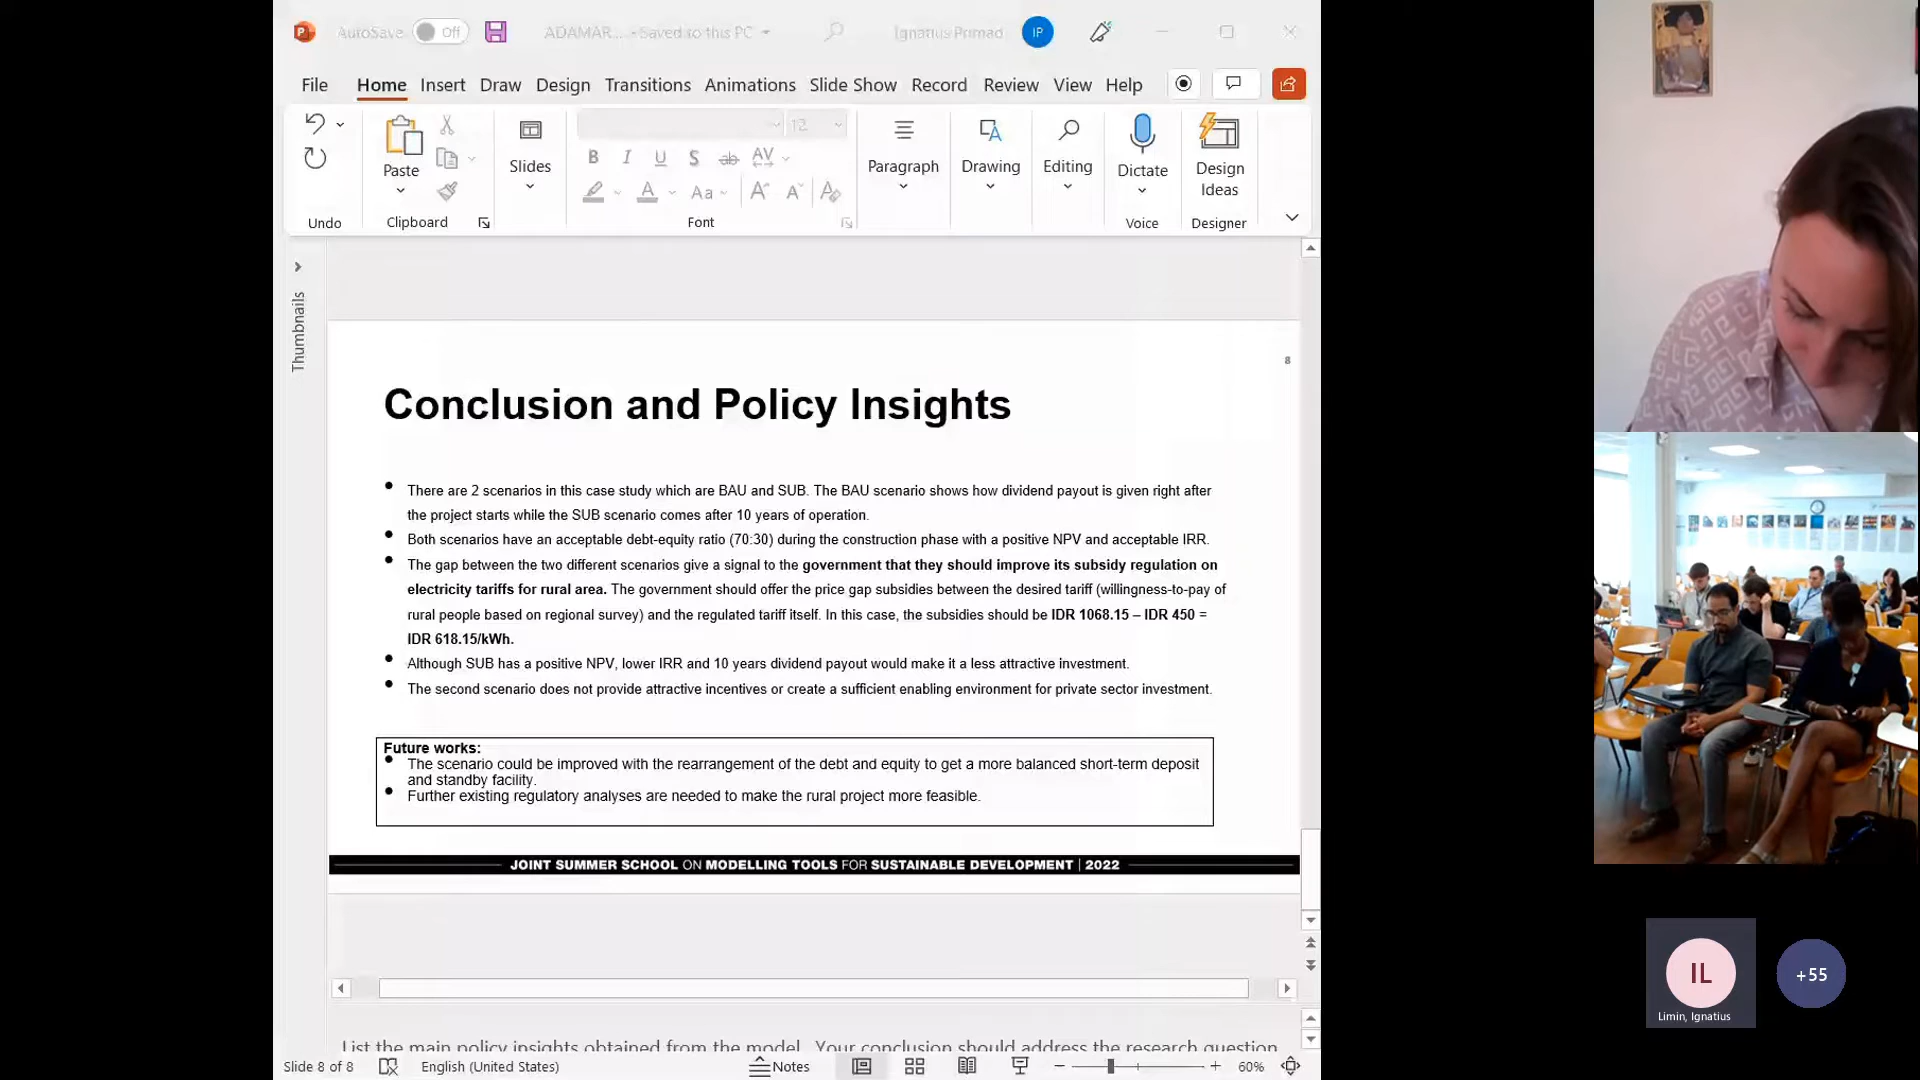 AutoSave Off ADAMAR... - Saved to this PC Ignatius Primad IP
File Home Insert Draw Design Transitions Animations Slide Show Record Review View Help
Paste Slides 12 Paragraph Drawing Editing Dictate Design Ideas
B I U S ab AV
A Aa A A A
Undo Clipboard Font Voice Designer
Thumbnails
8
Conclusion and Policy Insights
• There are 2 scenarios in this case study which are BAU and SUB. The BAU scenario shows how dividend payout is given right after
the project starts while the SUB scenario comes after 10 years of operation.
• Both scenarios have an acceptable debt-equity ratio (70:30) during the construction phase with a positive NPV and acceptable IRR.
• The gap between the two different scenarios give a signal to the government that they should improve its subsidy regulation on
electricity tariffs for rural area. The government should offer the price gap subsidies between the desired tariff (willingness-to-pay of
rural people based on regional survey) and the regulated tariff itself. In this case, the subsidies should be IDR 1068.15 – IDR 450 =
IDR 618.15/kWh.
• Although SUB has a positive NPV, lower IRR and 10 years dividend payout would make it a less attractive investment.
• The second scenario does not provide attractive incentives or create a sufficient enabling environment for private sector investment.
Future works:
• The scenario could be improved with the rearrangement of the debt and equity to get a more balanced short-term deposit
and standby facility.
• Further existing regulatory analyses are needed to make the rural project more feasible.
JOINT SUMMER SCHOOL ON MODELLING TOOLS FOR SUSTAINABLE DEVELOPMENT | 2022
List the main policy insights obtained from the model. Your conclusion should address the research question
Slide 8 of 8 English (United States) Notes 60%
IL
Limin, Ignatius
+55